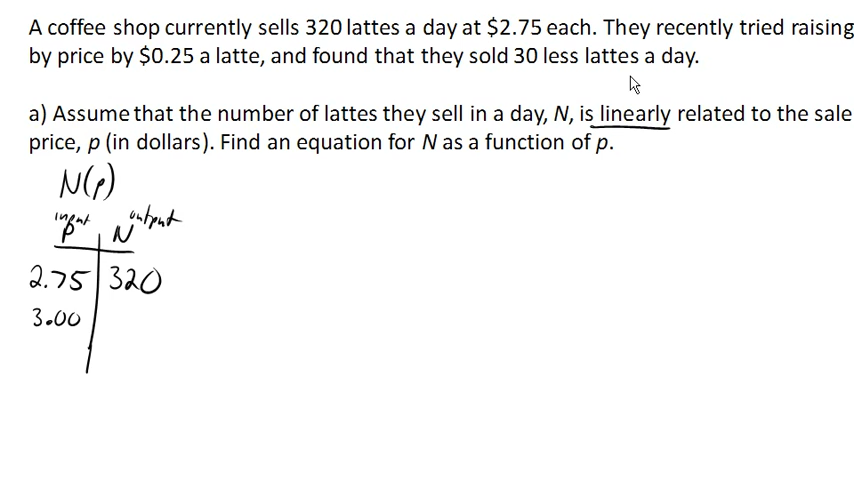 A coffee shop currently sells 320 lattes a day at $2.75 each. They recently tried raising
by price by $0.25 a latte, and found that they sold 30 less lattes a day.
a) Assume that the number of lattes they sell in a day, N, is linearly related to the sale
price, p (in dollars). Find an equation for N as a function of p.
N(p)
input output
P N
2.75 320
3.00